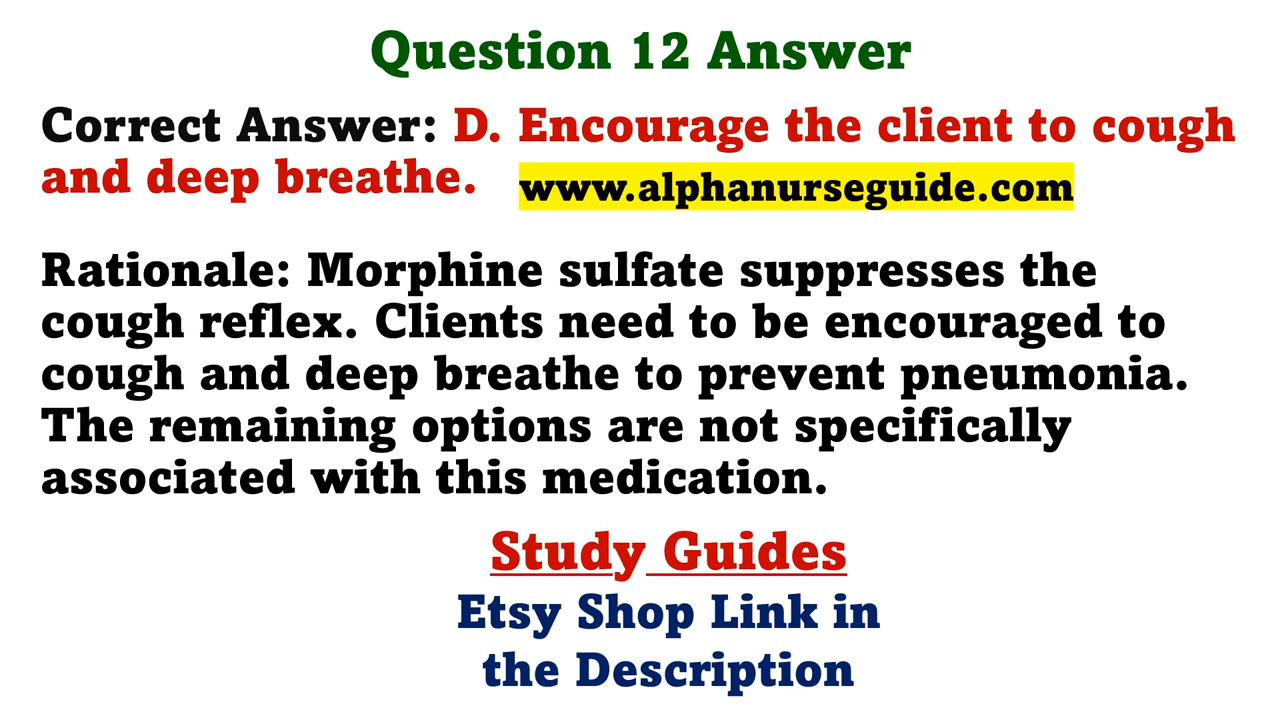 Question 12 Answer
Correct Answer: D. Encourage the client to cough
and deep breathe.
www.alphanurseguide.com
Rationale: Morphine sulfate suppresses the
cough reflex. Clients need to be encouraged to
cough and deep breathe to prevent pneumonia.
The remaining options are not specifically
associated with this medication.
Study Guides
Etsy Shop Link in
the Description